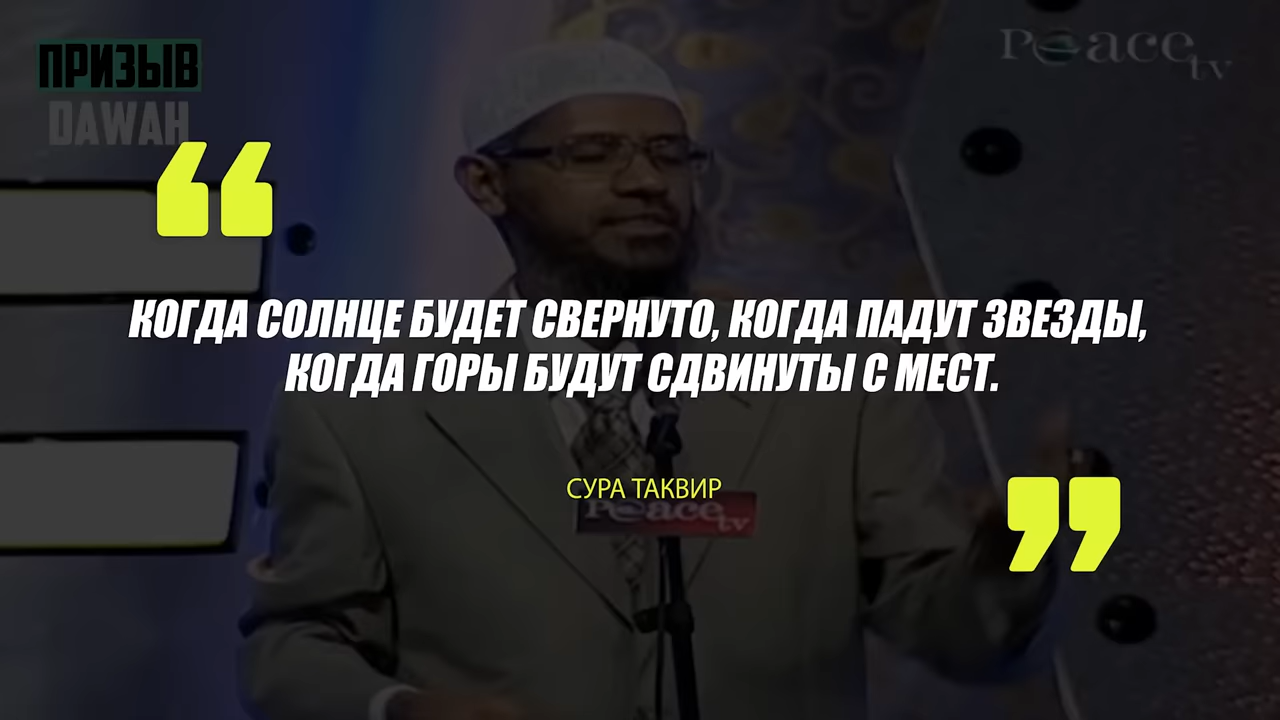 ПРИЗЫВ
DAWAH
Peace tv
КОГДА СОЛНЦЕ БУДЕТ СВЕРНУТО, КОГДА ПАДУТ ЗВЕЗДЫ,
КОГДА ГОРЫ БУДУТ СДВИНУТЫ С МЕСТ.
СУРА ТАКВИР
Peace tv